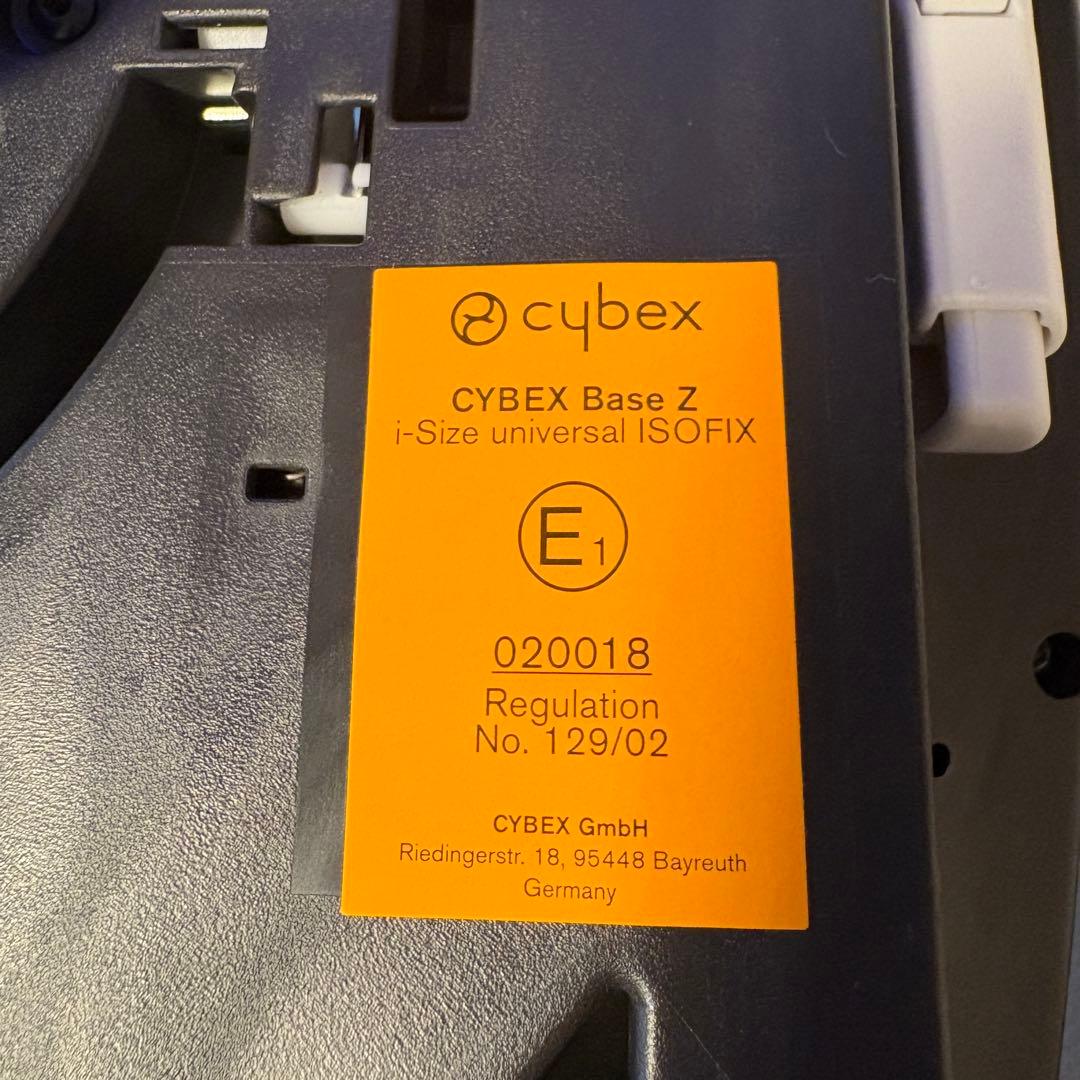 cybex
CYBEX Base Z
i-Size universal ISOFIX
E1
020018
Regulation
No. 129/02
CYBEX GmbH
Riedingerstr. 18, 95448 Bayreuth
Germany